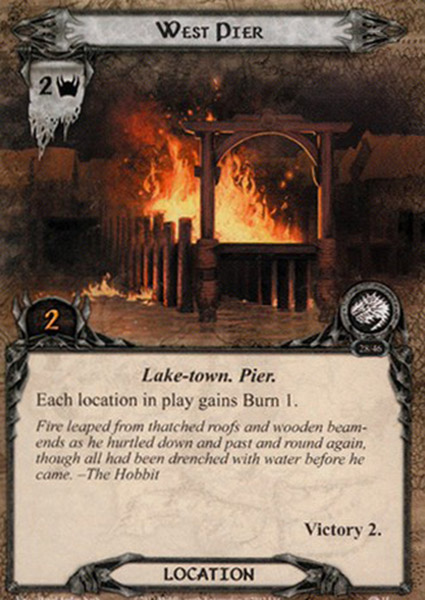 West Pier
2
2
28-46
Lake-town. Pier.
Each location in play gains Burn 1.
Fire leaped from thatched roofs and wooden beam-
ends as he hurtled down and past and round again,
though all had been drenched with water before he
came. –The Hobbit
Victory 2.
LOCATION